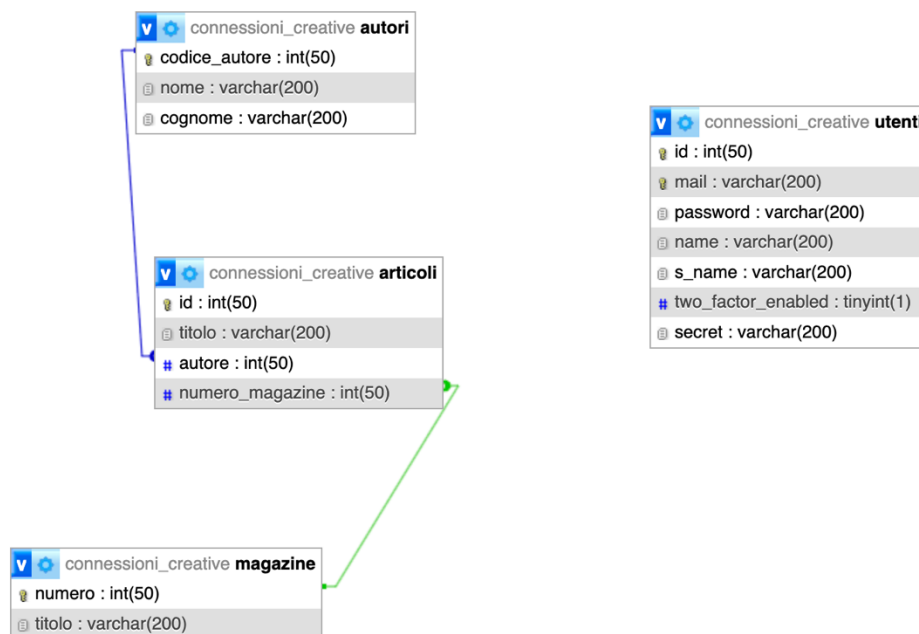 v connessioni_creative autori
codice_autore : int(50)
nome : varchar(200)
cognome : varchar(200)
v connessioni_creative utenti
id : int(50)
mail : varchar(200)
password : varchar(200)
name : varchar(200)
s_name : varchar(200)
# two_factor_enabled : tinyint(1)
secret : varchar(200)
v connessioni_creative articoli
id : int(50)
titolo : varchar(200)
# autore : int(50)
# numero_magazine : int(50)
v connessioni_creative magazine
numero : int(50)
titolo : varchar(200)